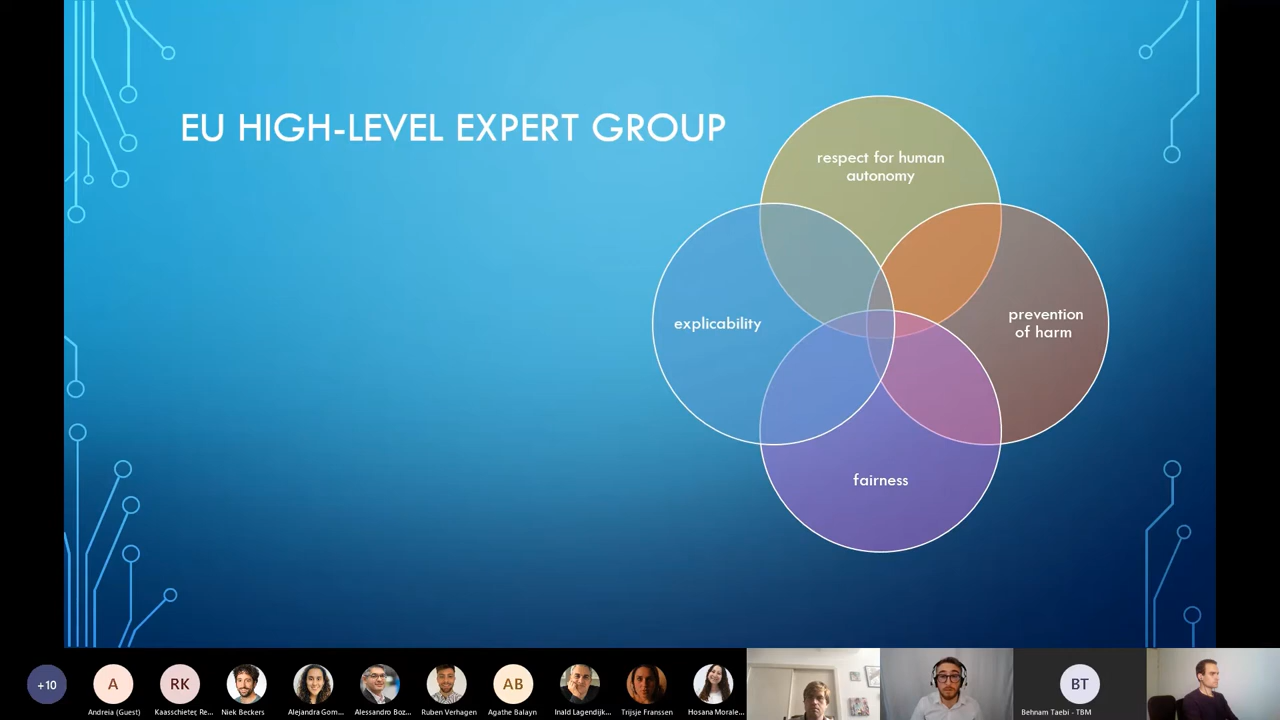 EU HIGH-LEVEL EXPERT GROUP
respect for human
autonomy
explicability
prevention
of harm
fairness
+10
A
RK
AB
BT
Andreia (Guest)
Kaasschieter, Re...
Niek Beckers
Alejandra Gom...
Alessandro Boz...
Ruben Verhagen
Agathe Balayn
Inald Lagendijk...
Trijsje Franssen
Hosana Morale...
Behnam Taebi - TBM